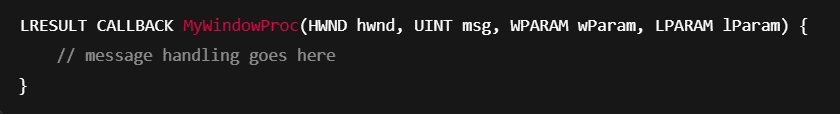 LRESULT CALLBACK MyWindowProc(HWND hwnd, UINT msg, WPARAM wParam, LPARAM lParam) {
    // message handling goes here
}